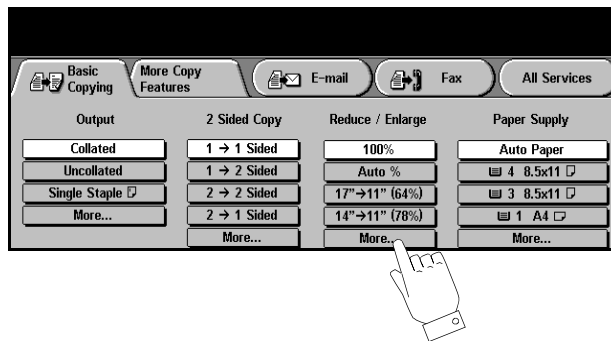 Basic Copying
More Copy Features
E-mail
Fax
All Services
Output
2 Sided Copy
Reduce / Enlarge
Paper Supply
Collated
1 → 1 Sided
100%
Auto Paper
Uncollated
1 → 2 Sided
Auto %
4 8.5x11
Single Staple
2 → 2 Sided
17"→11" (64%)
3 8.5x11
More...
2 → 1 Sided
14"→11" (78%)
1 A4
More...
More...
More...